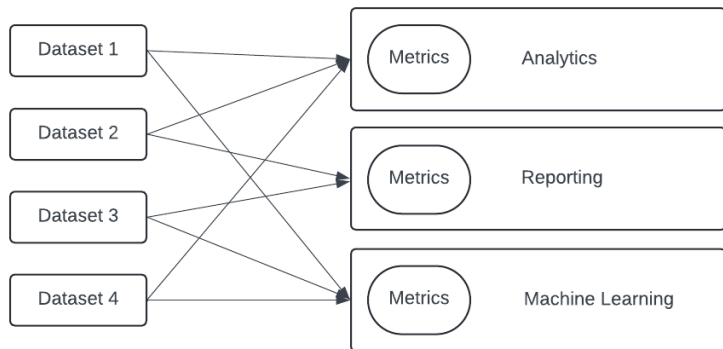 Dataset 1
Dataset 2
Dataset 3
Dataset 4
Metrics Analytics
Metrics Reporting
Metrics Machine Learning